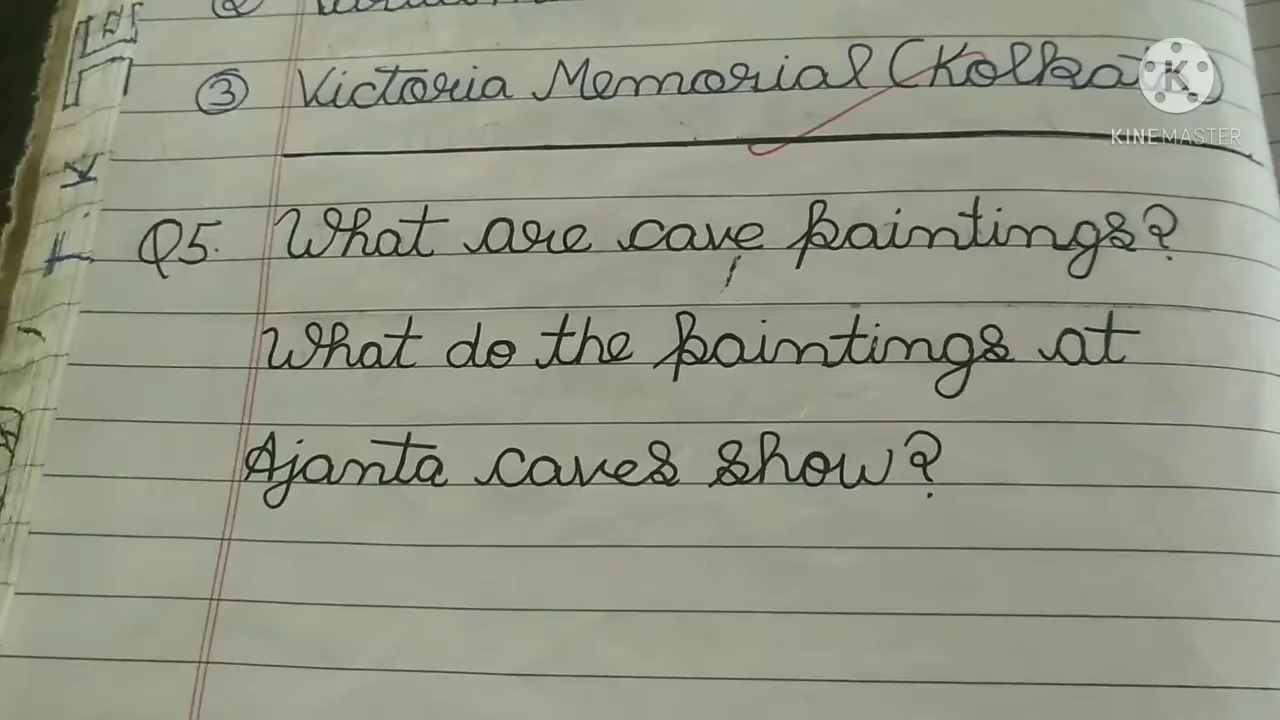 ③ Victoria Memorial (Kolkata)
KINEMASTER
Q5. What are cave paintings?
What do the paintings at
Ajanta caves show?